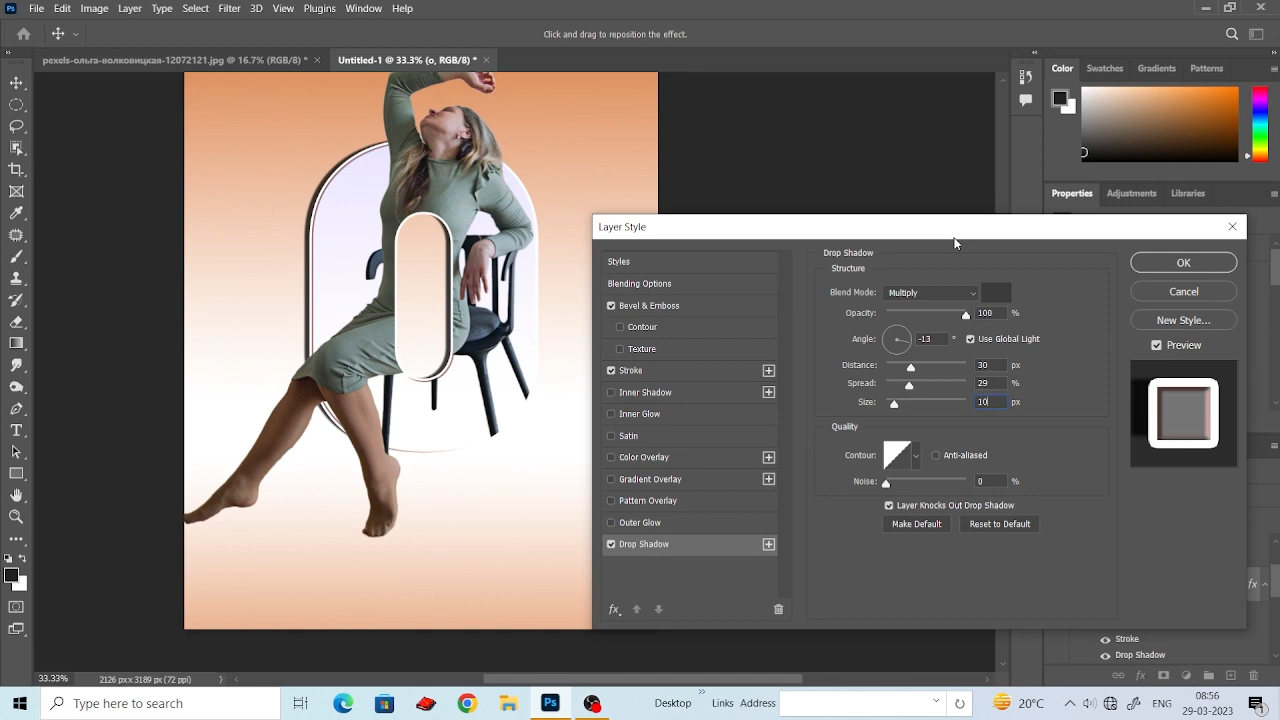 Ps File Edit Image Layer Type Select Filter 3D View Plugins Window Help
Click and drag to reposition the effect.
pexels-ольга-волковицкая-12072121.jpg @ 16.7% (RGB/8) * ×
Untitled-1 @ 33.3% (o, RGB/8) * ×
Color Swatches Gradients Patterns
Properties Adjustments Libraries
Layer Style
Styles
Blending Options
Bevel & Emboss
Contour
Texture
Stroke
Inner Shadow
Inner Glow
Satin
Color Overlay
Gradient Overlay
Pattern Overlay
Outer Glow
Drop Shadow
fx
Drop Shadow
Structure
Blend Mode: Multiply
Opacity: 100 %
Angle: -13 ° Use Global Light
Distance: 30 px
Spread: 29 %
Size: 10 px
Quality
Contour: Anti-aliased
Noise: 0 %
Layer Knocks Out Drop Shadow
Make Default Reset to Default
OK
Cancel
New Style...
Preview
fx
Stroke
Drop Shadow
fx
33.33% 2126 px x 3189 px (72 ppi)
Type here to search
Ps
Desktop
Link Address
20°C
ENG
08:56
29-03-2023